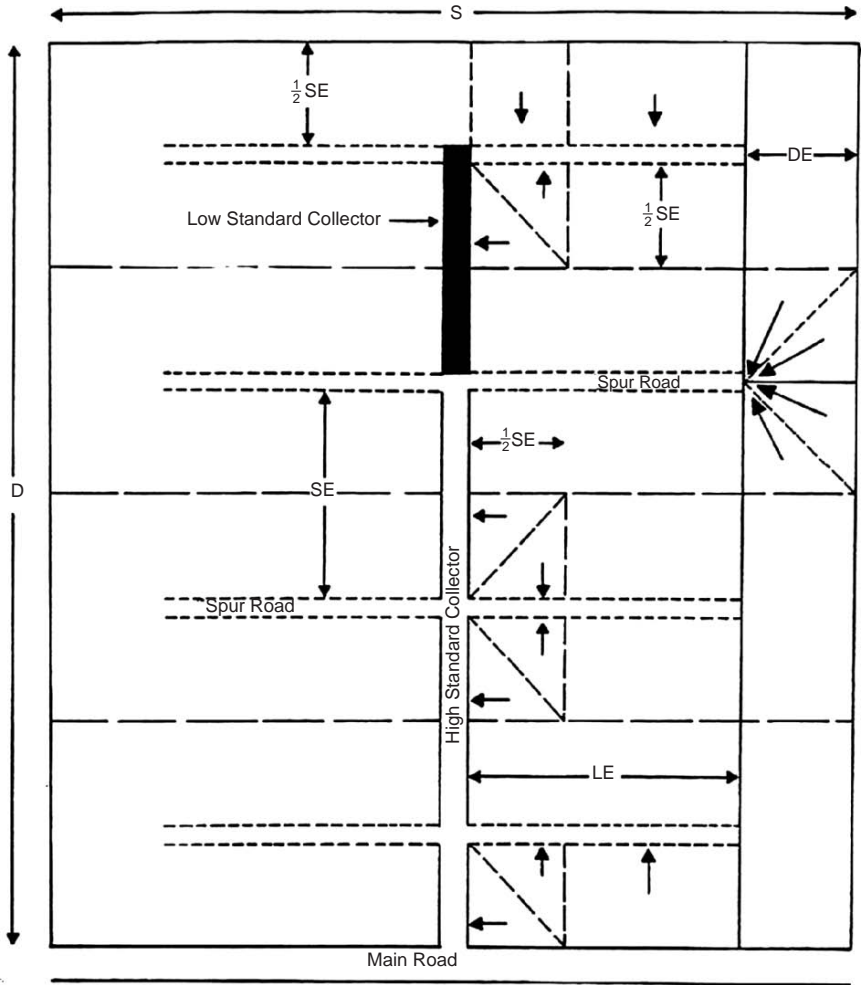 S
½SE
DE
Low Standard Collector
½SE
Spur Road
½SE
D
SE
Spur Road
High Standard Collector
LE
Main Road